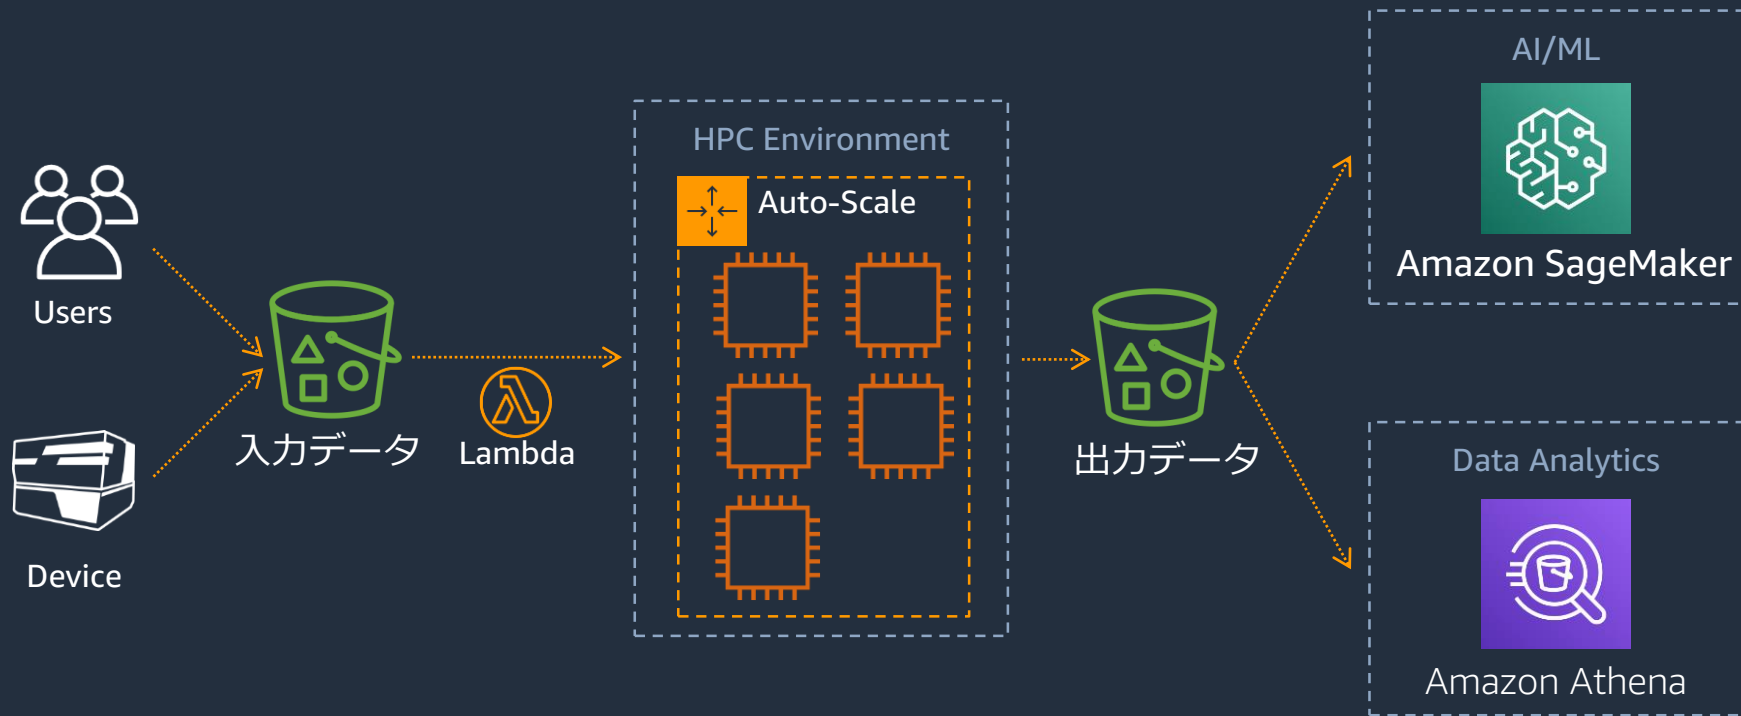 Users
Device
入力データ
Lambda
HPC Environment
Auto-Scale
出力データ
AI/ML
Amazon SageMaker
Data Analytics
Amazon Athena